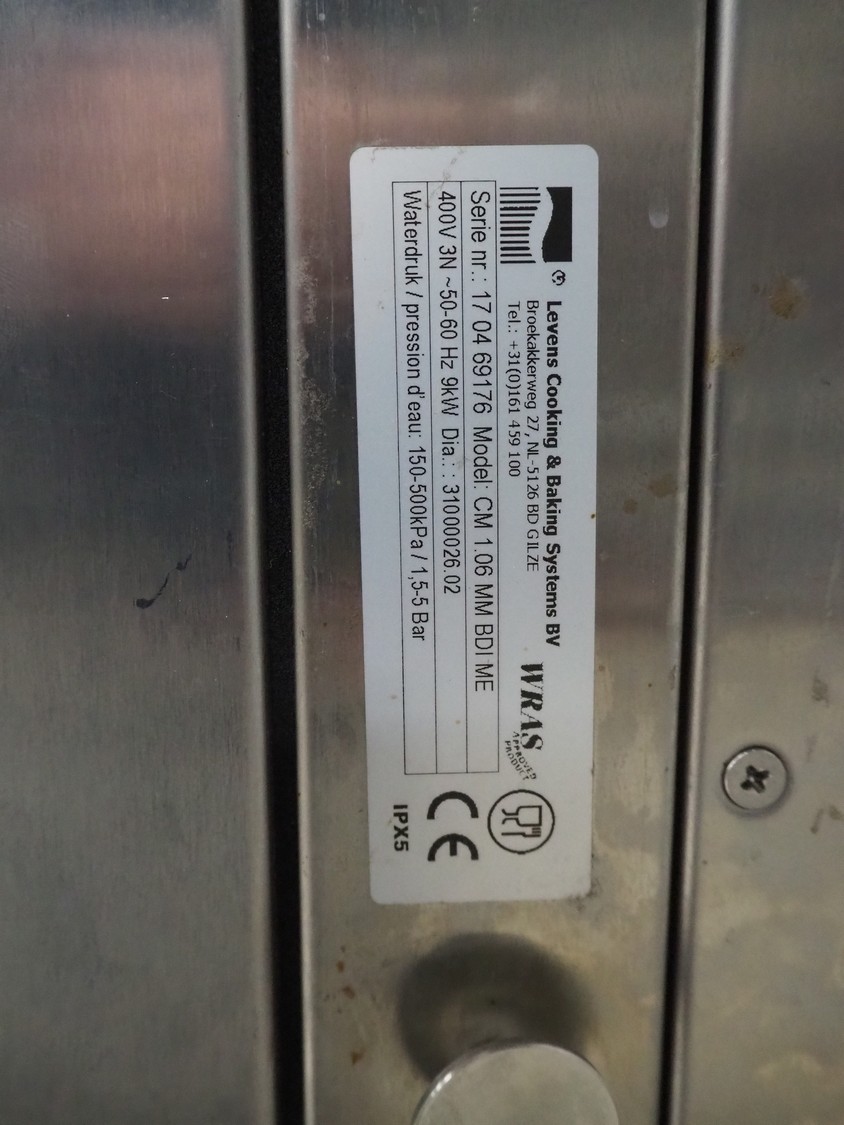 Levens Cooking & Baking Systems BV
Broekakkerweg 27, NL-5126 BD GILZE
Tel.: +31(0)161 459 100
WRAS
APPROVED
PRODUCT
Serie nr.: 17 04 69176 Model: CM 1.06 MM BDI ME
400V 3N ~50-60 Hz 9kW Dia.: : 31000026.02
Waterdruk / pression d'eau: 150-500kPa / 1,5-5 Bar
CE
IPX5